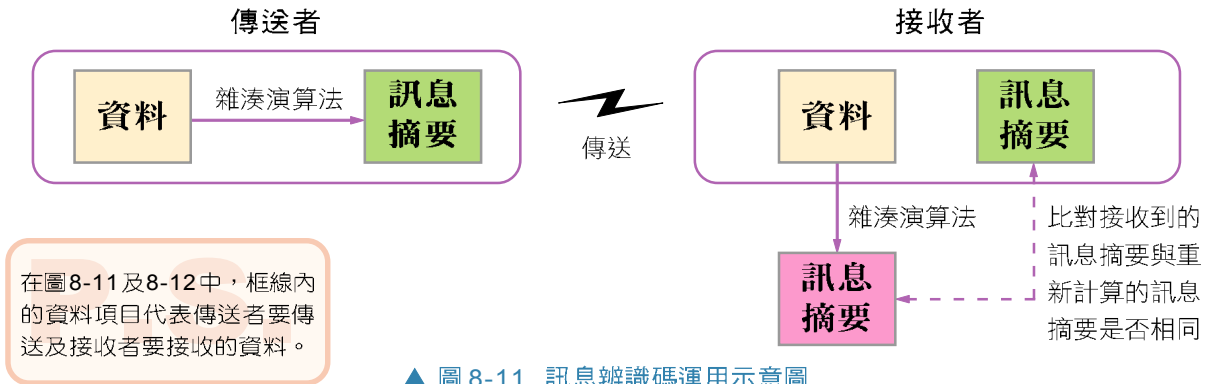 傳送者
接收者
資料
雜湊演算法
訊息
摘要
傳送
資料
訊息
摘要
雜湊演算法
訊息
摘要
比對接收到的
訊息摘要與重
新計算的訊息
摘要是否相同
P.S.
在圖8-11及8-12中，框線內
的資料項目代表傳送者要傳
送及接收者要接收的資料。
▲ 圖8-11 訊息辨識碼運用示意圖